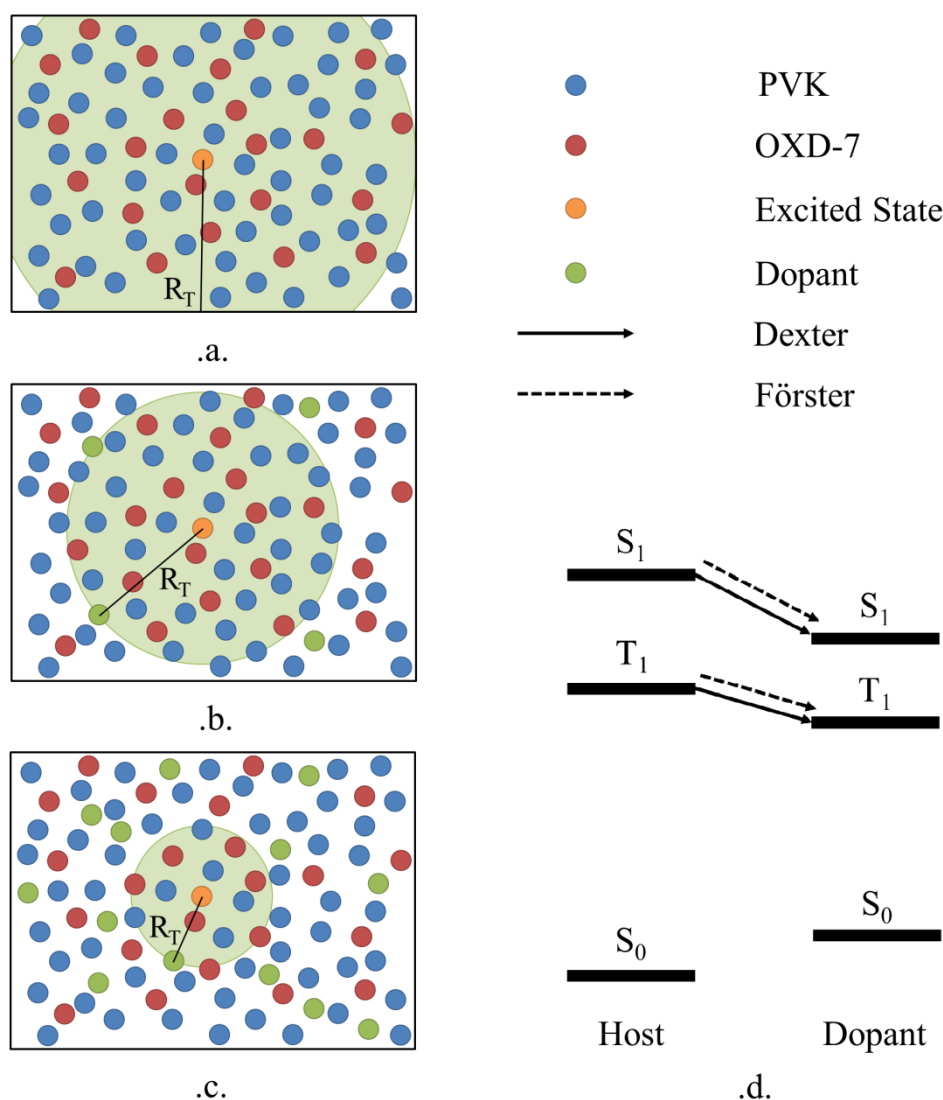 R_T
.a.
R_T
.b.
R_T
.c.
PVK
OXD-7
Excited State
Dopant
Dexter
Förster
S_1
S_1
T_1
T_1
S_0
S_0
Host
Dopant
.d.